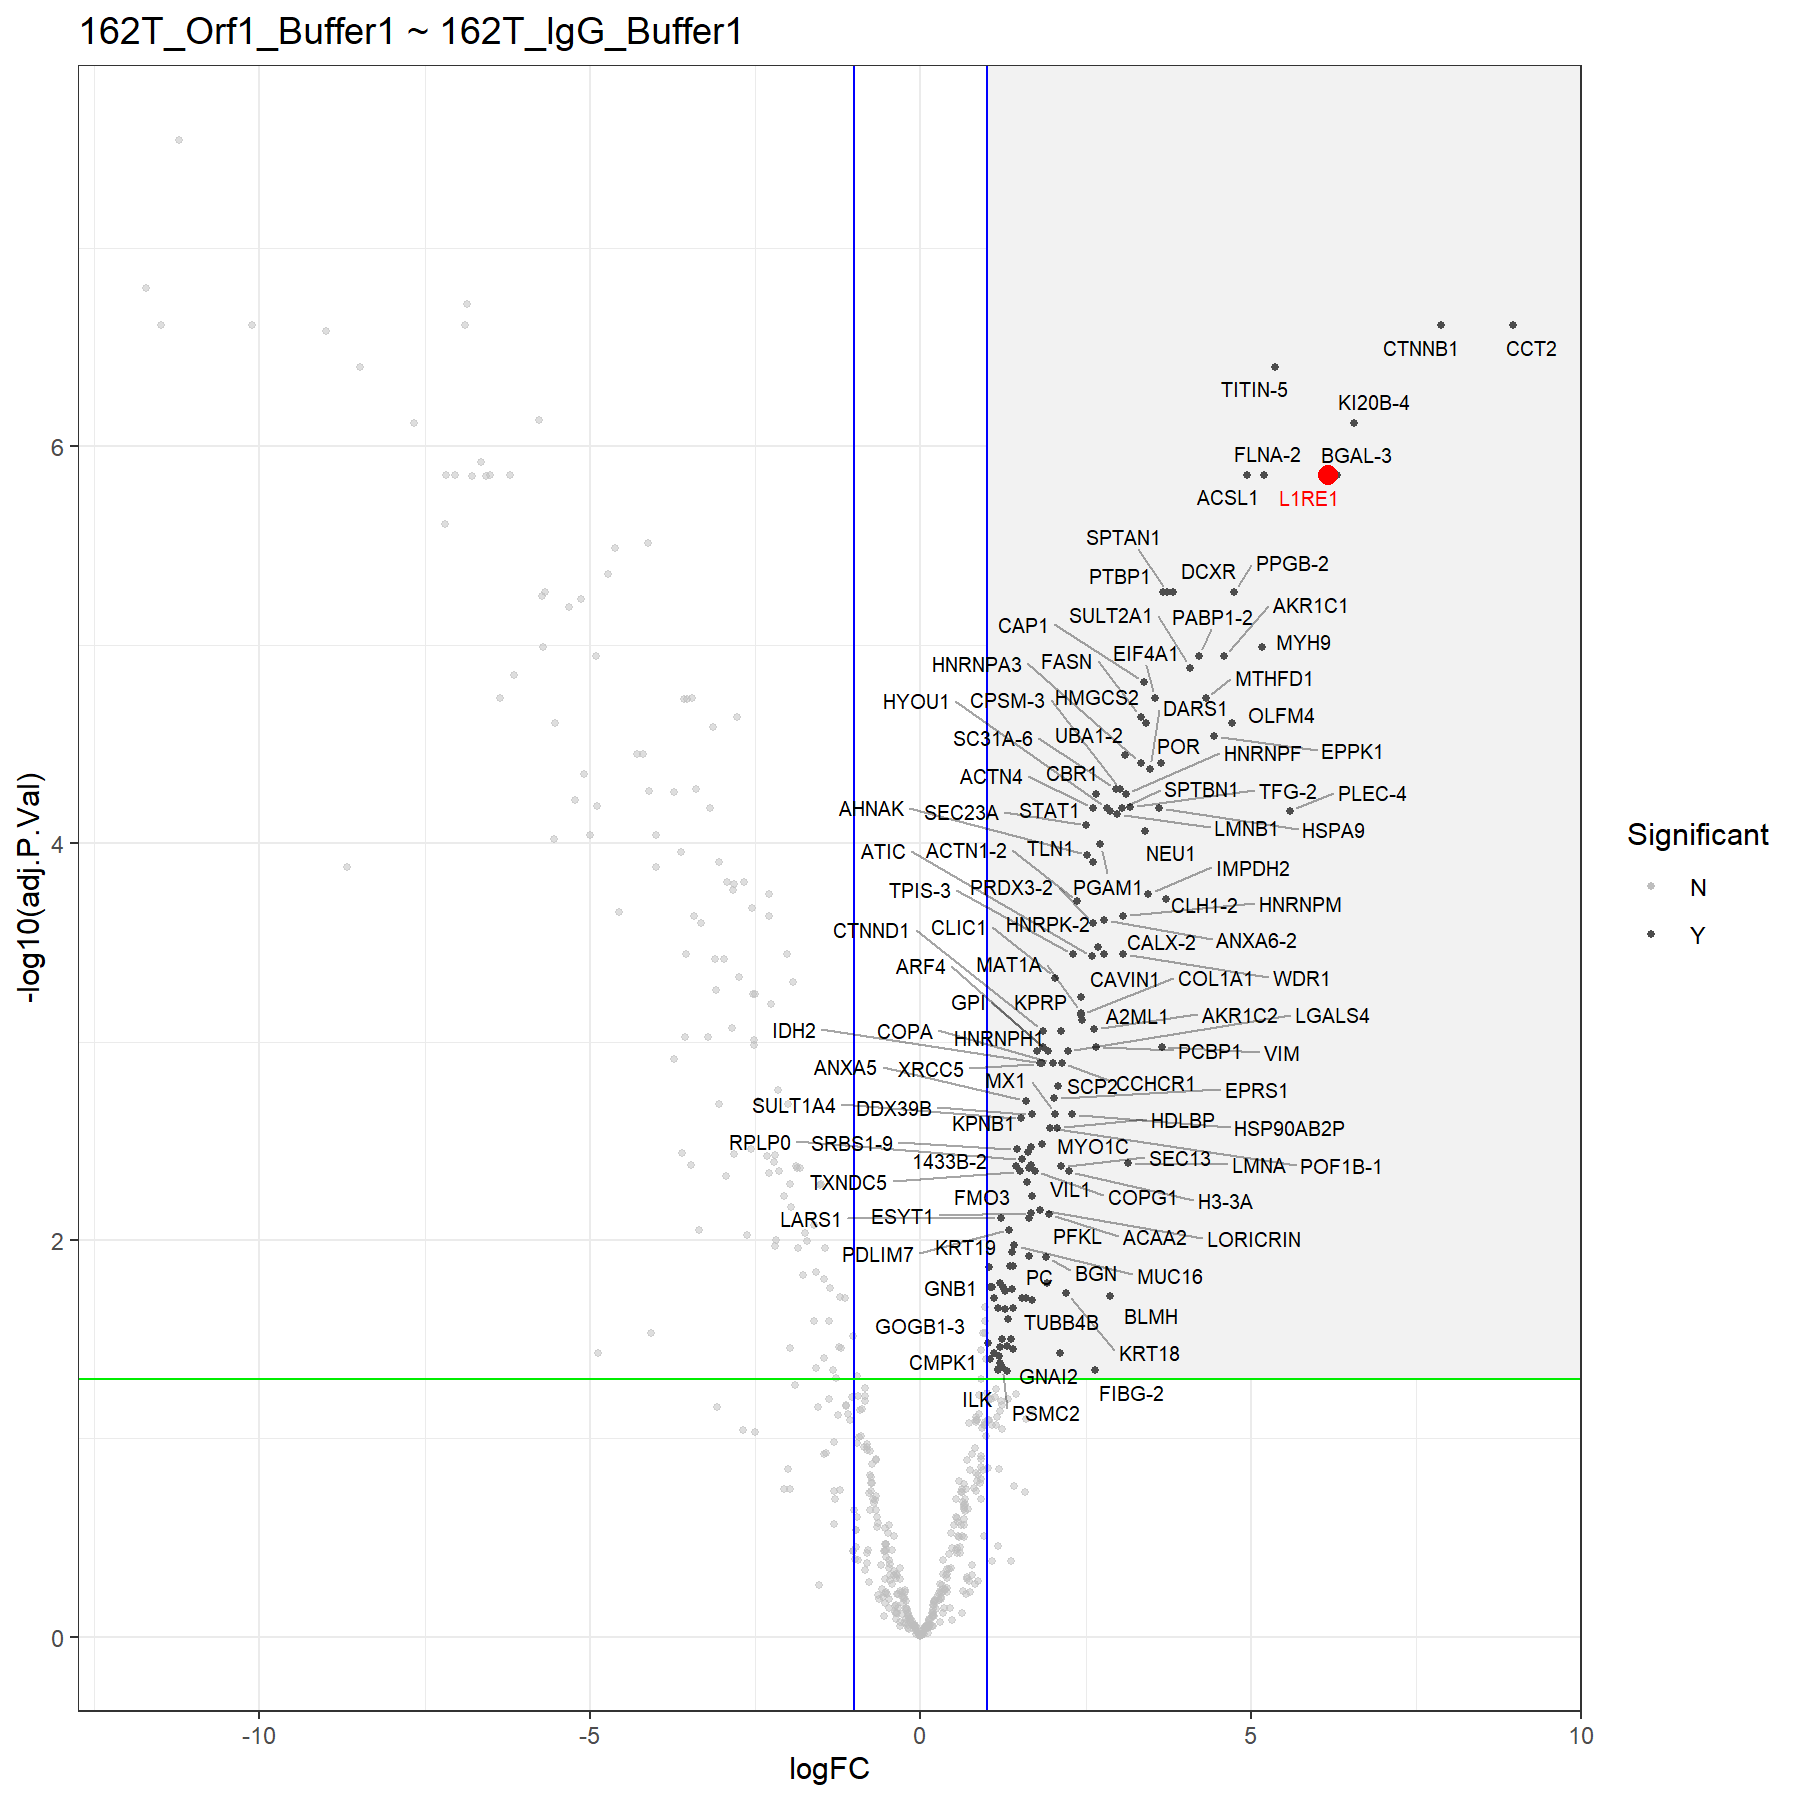 162T_Orf1_Buffer1 ~ 162T_IgG_Buffer1
CTNNB1 CCT2
TITIN-5
KI20B-4
FLNA-2 BGAL-3
ACSL1 L1RE1
SPTAN1
PTBP1 DCXR PPGB-2
SULT2A1 PABP1-2 AKR1C1
CAP1
EIF4A1 MYH9
HNRNPA3 FASN
MTHFD1
HYOU1 CPSM-3 HMGCS2
DARS1 OLFM4
SC31A-6 UBA1-2
POR HNRNPF EPPK1
ACTN4 CBR1
SPTBN1 TFG-2 PLEC-4
AHNAK SEC23A STAT1
LMNB1 HSPA9
ATIC ACTN1-2 TLN1
NEU1
IMPDH2
TPIS-3 PRDX3-2 PGAM1
CLH1-2 HNRNPM
CTNND1 CLIC1 HNRPK-2
CALX-2 ANXA6-2
ARF4 MAT1A
CAVIN1 COL1A1 WDR1
GPI KPRP
A2ML1 AKR1C2 LGALS4
IDH2 COPA HNRNPH1
PCBP1 VIM
ANXA5 XRCC5
MX1 SCP2 CCHCR1 EPRS1
SULT1A4 DDX39B
KPNB1 HDLBP HSP90AB2P
RPLP0 SRBS1-9
MYO1C
1433B-2 SEC13 LMNA POF1B-1
TXNDC5
FMO3 VIL1 COPG1 H3-3A
LARS1 ESYT1
PFKL ACAA2 LORICRIN
PDLIM7 KRT19
PC BGN MUC16
GNB1
GOGB1-3 TUBB4B BLMH
CMPK1 KRT18
GNAI2
ILK PSMC2 FIBG-2
6
4
2
0
-10 -5 0 5 10
logFC
-log10(adj.P.Val)
Significant
N
Y